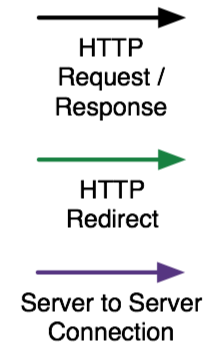 HTTP
Request /
Response
HTTP
Redirect
Server to Server
Connection